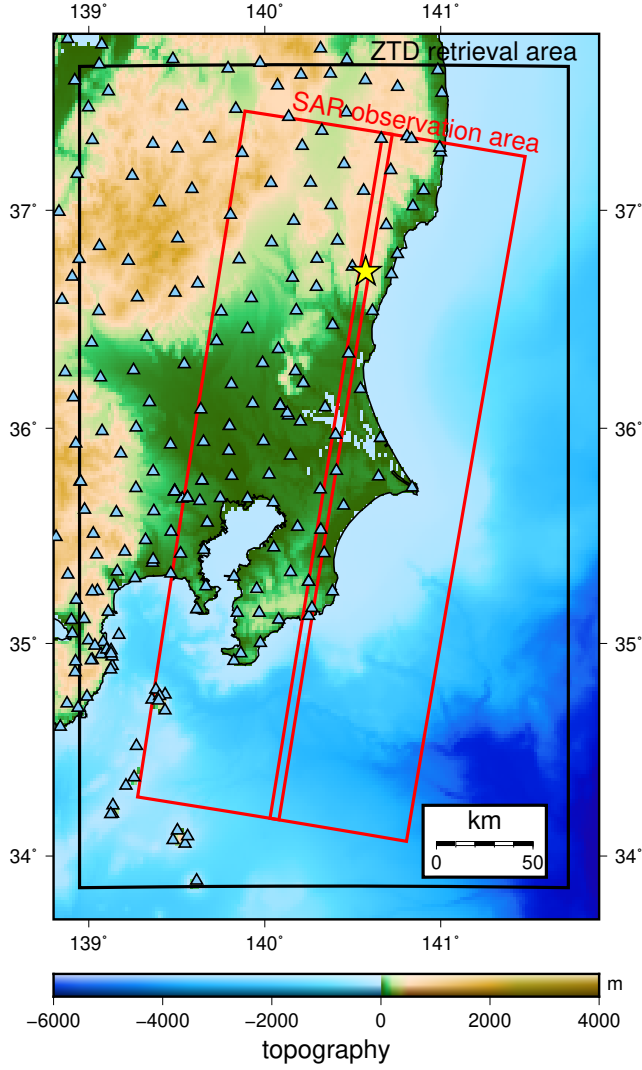 139˚ 140˚ 141˚
ZTD retrieval area
SAR observation area
37˚ 37˚
36˚ 36˚
35˚ 35˚
34˚ 34˚
km
0 50
139˚ 140˚ 141˚
m
−6000 −4000 −2000 0 2000 4000
topography